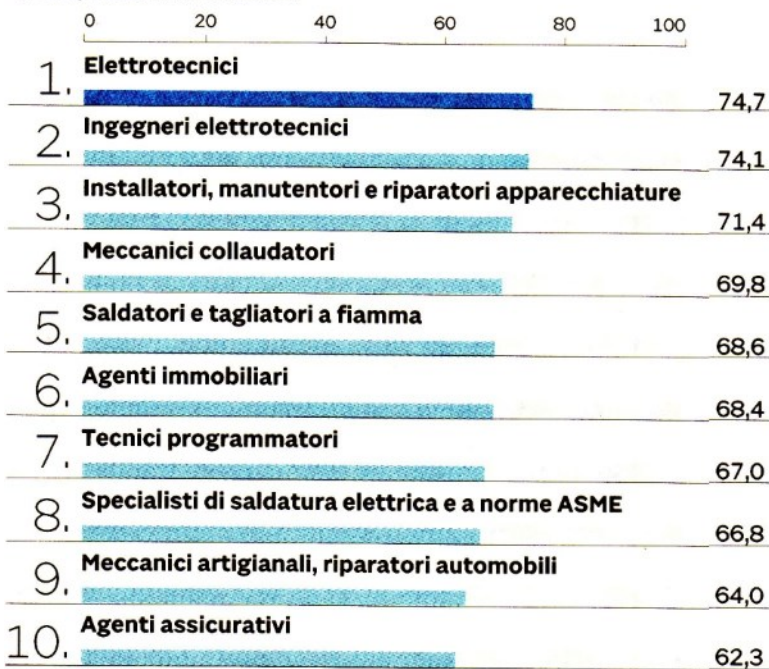 0 20 40 60 80 100
1. Elettrotecnici
74,7
2. Ingegneri elettrotecnici
74,1
3. Installatori, manutentori e riparatori apparecchiature
71,4
4. Meccanici collaudatori
69,8
5. Saldatori e tagliatori a fiamma
68,6
6. Agenti immobiliari
68,4
7. Tecnici programmatori
67,0
8. Specialisti di saldatura elettrica e a norme ASME
66,8
9. Meccanici artigianali, riparatori automobili
64,0
10. Agenti assicurativi
62,3